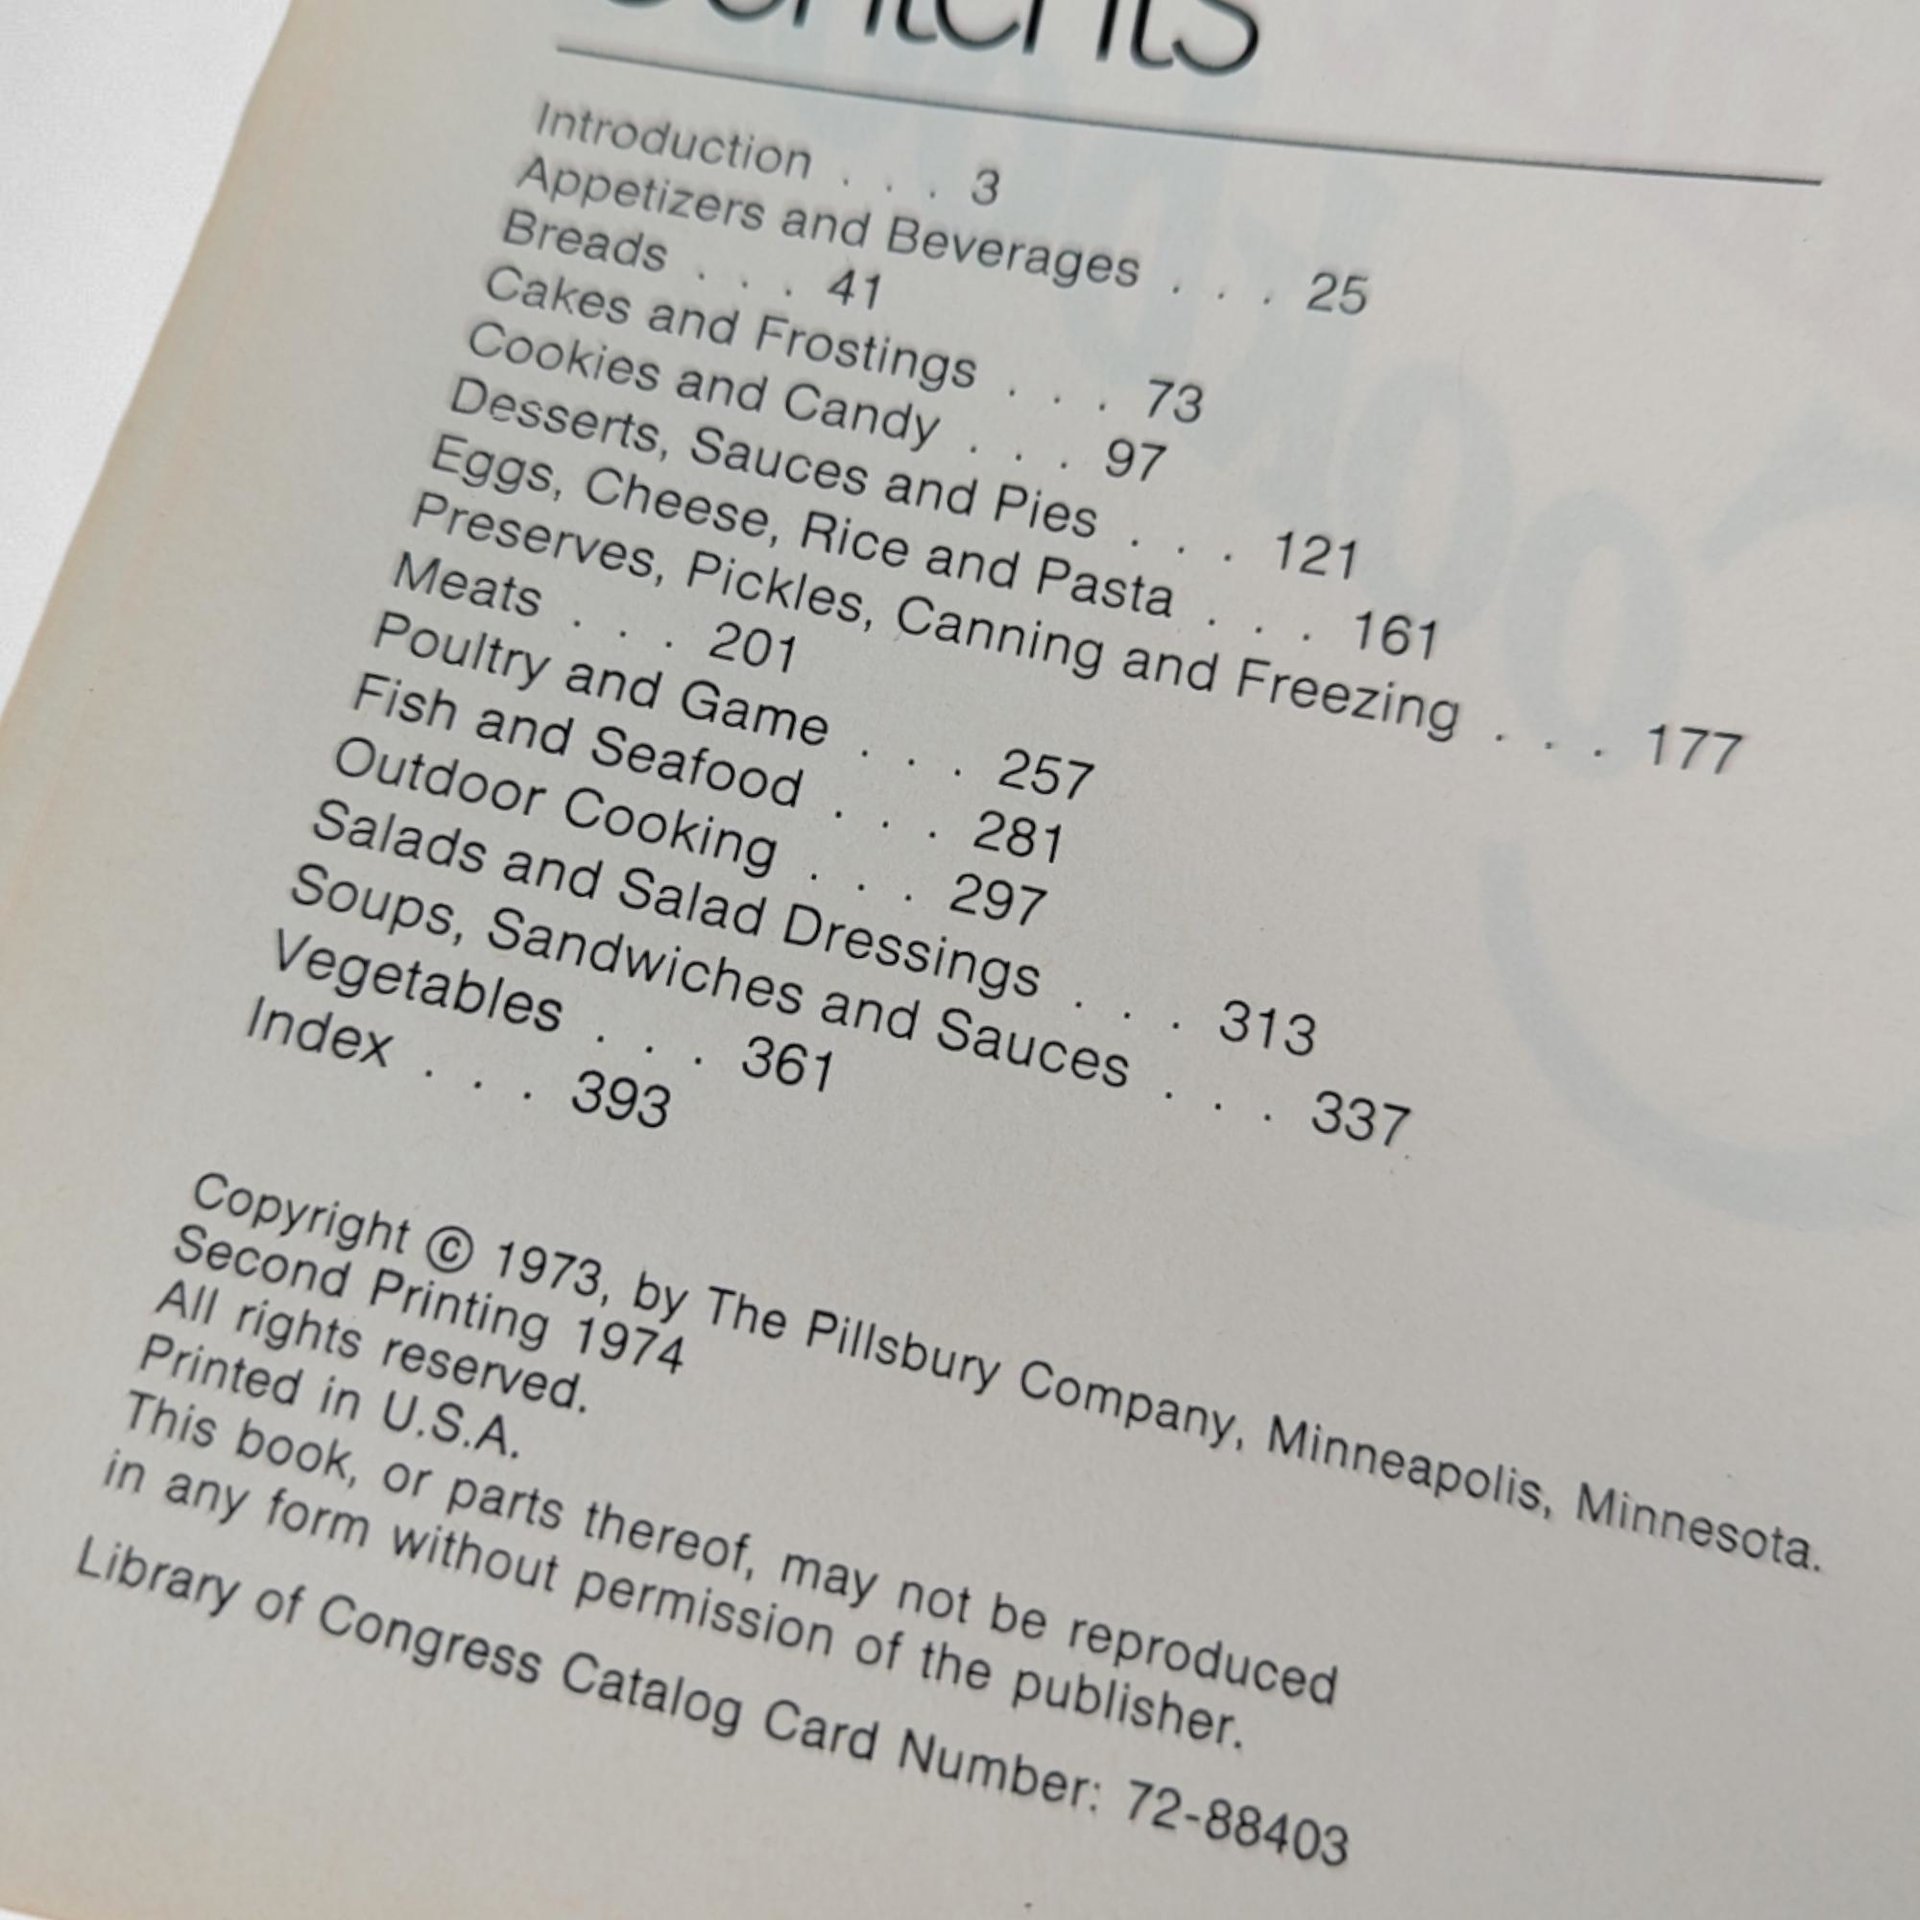 Contents
Introduction . . . 3
Appetizers and Beverages . . . 25
Breads . . . 41
Cakes and Frostings . . . 73
Cookies and Candy . . . 97
Desserts, Sauces and Pies . . . 121
Eggs, Cheese, Rice and Pasta . . . 161
Preserves, Pickles, Canning and Freezing . . . 177
Meats . . . 201
Poultry and Game . . . 257
Fish and Seafood . . . 281
Outdoor Cooking . . . 297
Salads and Salad Dressings . . . 313
Soups, Sandwiches and Sauces . . . 337
Vegetables . . . 361
Index . . . 393
Copyright © 1973, by The Pillsbury Company, Minneapolis, Minnesota.
Second Printing 1974
All rights reserved.
Printed in U.S.A.
This book, or parts thereof, may not be reproduced
in any form without permission of the publisher.
Library of Congress Catalog Card Number: 72-88403